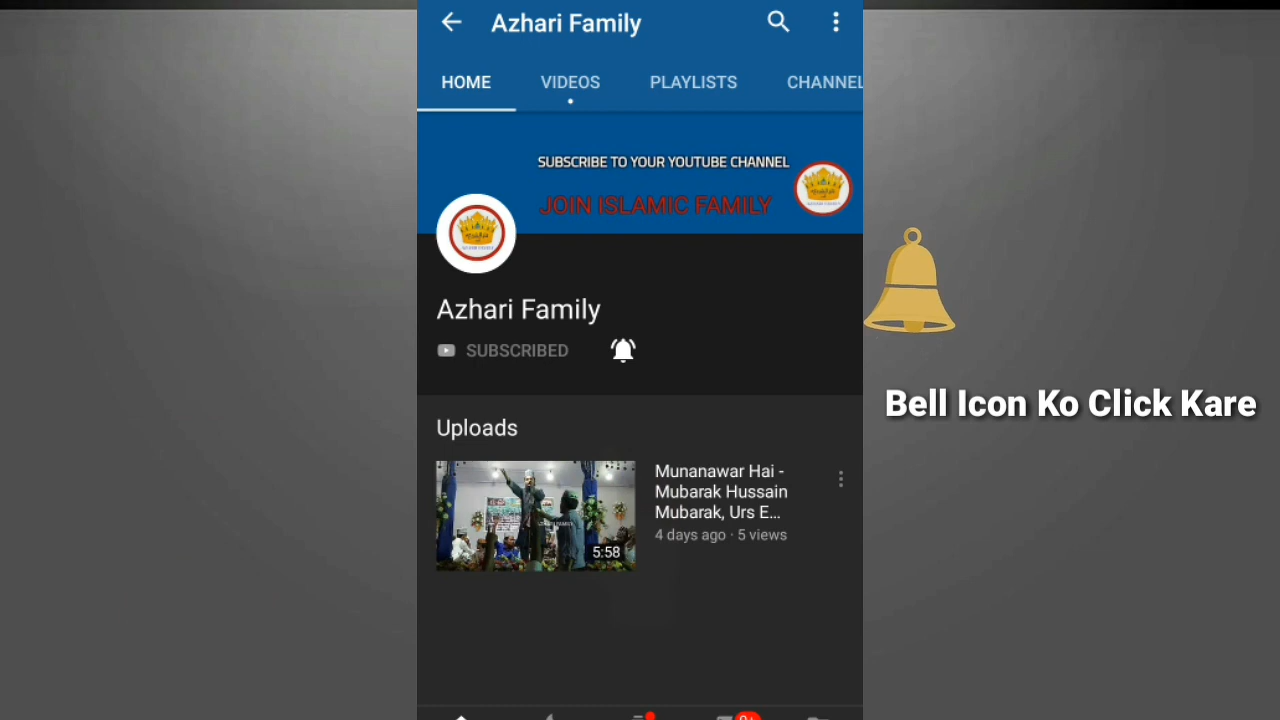 Azhari Family
HOME VIDEOS PLAYLISTS CHANNEL
SUBSCRIBE TO YOUR YOUTUBE CHANNEL
JOIN ISLAMIC FAMILY
Azhari Family
SUBSCRIBED
Bell Icon Ko Click Kare
Uploads
Munanawar Hai -
Mubarak Hussain
Mubarak, Urs E...
4 days ago · 5 views
5:58